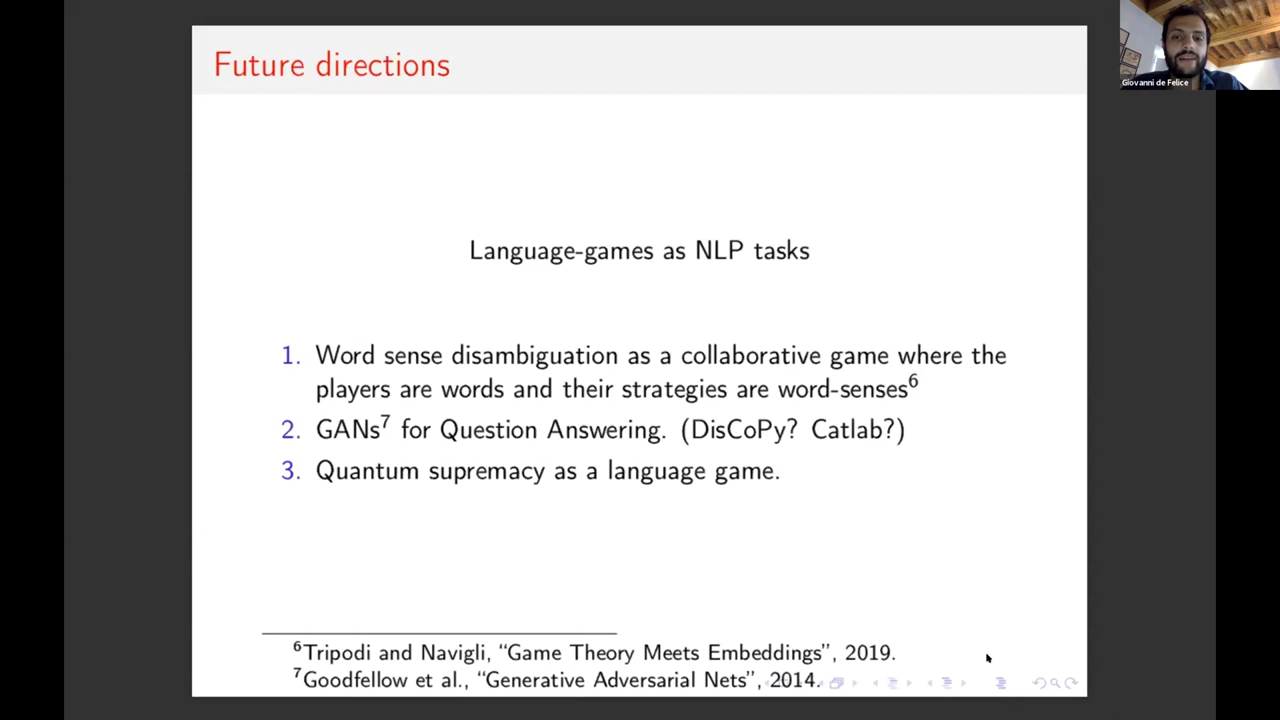 Future directions
Giovanni de Felice
Language-games as NLP tasks
1. Word sense disambiguation as a collaborative game where the
players are words and their strategies are word-senses⁶
2. GANs⁷ for Question Answering. (DisCoPy? Catlab?)
3. Quantum supremacy as a language game.
⁶Tripodi and Navigli, “Game Theory Meets Embeddings”, 2019.
⁷Goodfellow et al., “Generative Adversarial Nets”, 2014.